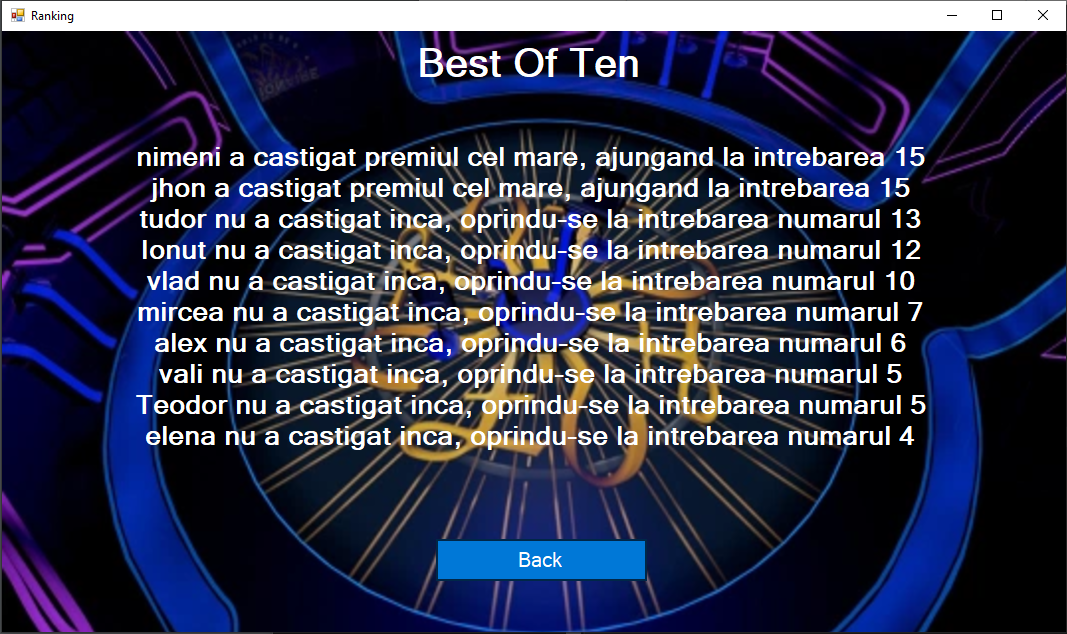 Ranking
Best Of Ten
nimeni a castigat premiul cel mare, ajungand la intrebarea 15
jhon a castigat premiul cel mare, ajungand la intrebarea 15
tudor nu a castigat inca, oprindu-se la intrebarea numarul 13
Ionut nu a castigat inca, oprindu-se la intrebarea numarul 12
vlad nu a castigat inca, oprindu-se la intrebarea numarul 10
mircea nu a castigat inca, oprindu-se la intrebarea numarul 7
alex nu a castigat inca, oprindu-se la intrebarea numarul 6
vali nu a castigat inca, oprindu-se la intrebarea numarul 5
Teodor nu a castigat inca, oprindu-se la intrebarea numarul 5
elena nu a castigat inca, oprindu-se la intrebarea numarul 4
Back